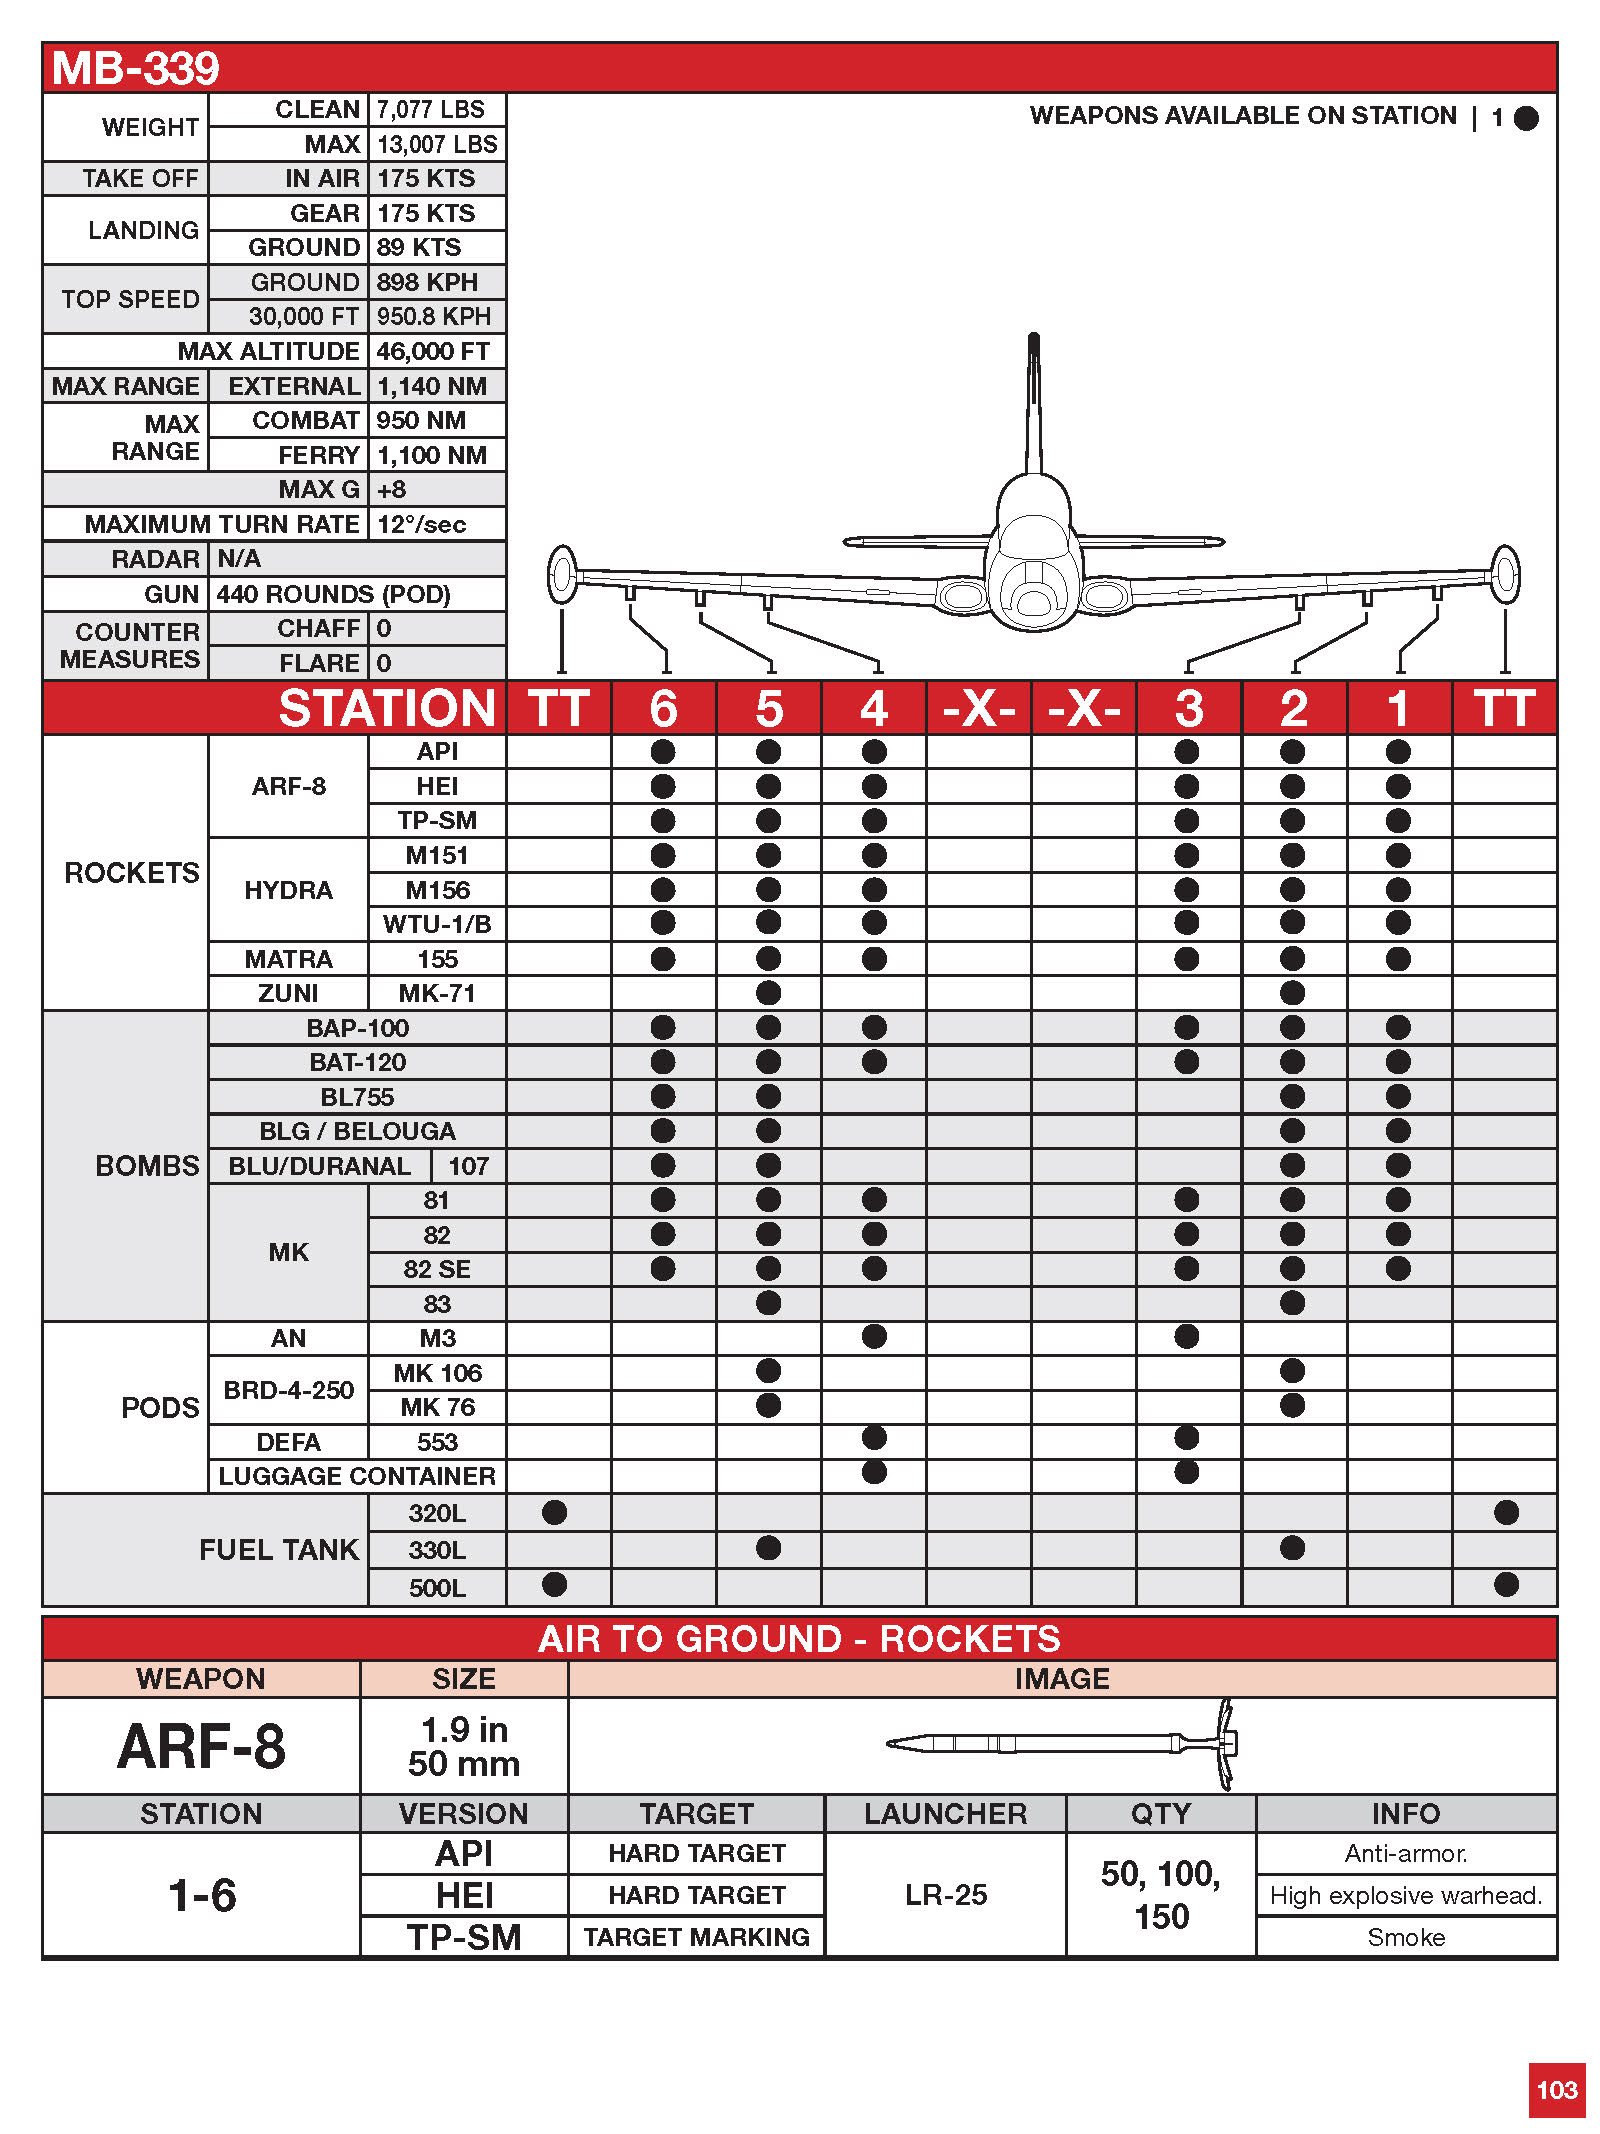 MB-339
WEIGHT CLEAN 7,077 LBS
MAX 13,007 LBS
WEAPONS AVAILABLE ON STATION | 1 ●
TAKE OFF IN AIR 175 KTS
LANDING GEAR 175 KTS
GROUND 89 KTS
TOP SPEED GROUND 898 KPH
30,000 FT 950.8 KPH
MAX ALTITUDE 46,000 FT
MAX RANGE EXTERNAL 1,140 NM
MAX RANGE COMBAT 950 NM
FERRY 1,100 NM
MAX G +8
MAXIMUM TURN RATE 12°/sec
RADAR N/A
GUN 440 ROUNDS (POD)
COUNTER MEASURES CHAFF 0
FLARE 0
STATION TT 6 5 4 -X- -X- 3 2 1 TT
ROCKETS ARF-8 API ● ● ● ● ● ●
HEI ● ● ● ● ● ●
TP-SM ● ● ● ● ● ●
HYDRA M151 ● ● ● ● ● ●
M156 ● ● ● ● ● ●
WTU-1/B ● ● ● ● ● ●
MATRA 155 ● ● ● ● ● ●
ZUNI MK-71 ● ●
BOMBS BAP-100 ● ● ● ● ● ●
BAT-120 ● ● ● ● ● ●
BL755 ● ● ● ●
BLG / BELOUGA ● ● ● ●
BLU/DURANAL 107 ● ● ● ●
MK 81 ● ● ● ● ● ●
82 ● ● ● ● ● ●
82 SE ● ● ● ● ● ●
83 ● ●
PODS AN M3 ● ●
BRD-4-250 MK 106 ● ●
MK 76 ● ●
DEFA 553 ● ●
LUGGAGE CONTAINER ● ●
FUEL TANK 320L ● ●
330L ● ●
500L ● ●
AIR TO GROUND - ROCKETS
WEAPON SIZE IMAGE
ARF-8 1.9 in
50 mm
STATION VERSION TARGET LAUNCHER QTY INFO
1-6 API HARD TARGET LR-25 50, 100, 150 Anti-armor.
HEI HARD TARGET High explosive warhead.
TP-SM TARGET MARKING Smoke
103